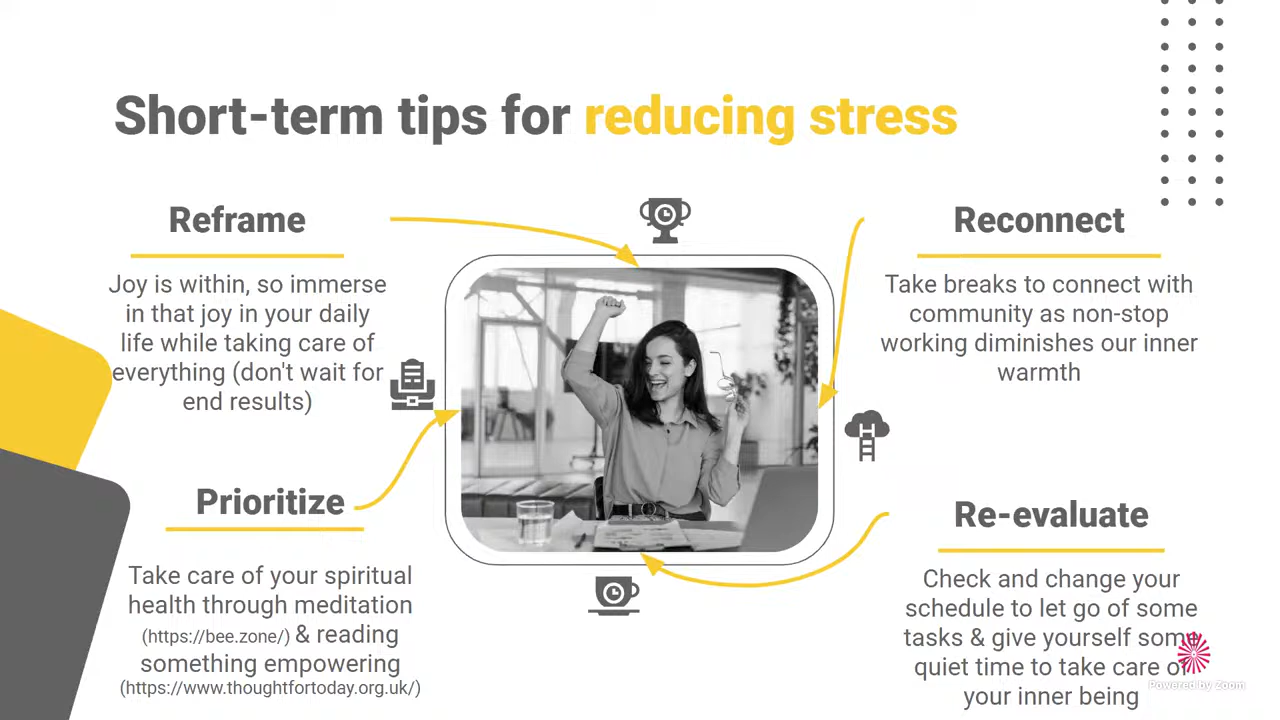 Short-term tips for reducing stress
Reframe
Joy is within, so immerse
in that joy in your daily
life while taking care of
everything (don't wait for
end results)
Reconnect
Take breaks to connect with
community as non-stop
working diminishes our inner
warmth
Prioritize
Take care of your spiritual
health through meditation
(https://bee.zone/) & reading
something empowering
(https://www.thoughtfortoday.org.uk/)
Re-evaluate
Check and change your
schedule to let go of some
tasks & give yourself some
quiet time to take care of
your inner being
Powered by Zoom